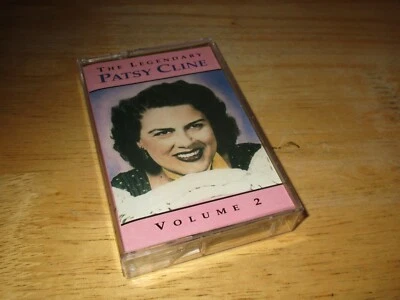 THE LEGENDARY
PATSY CLINE
VOLUME 2